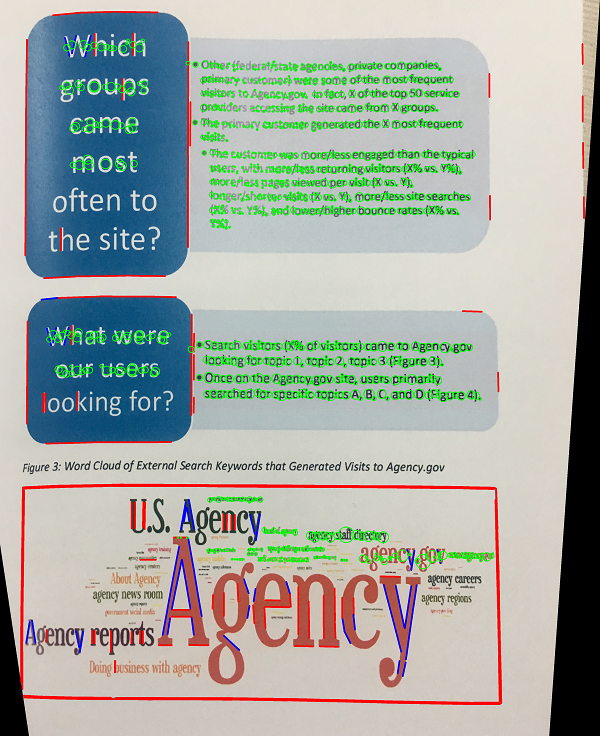 Which
groups
came
most
often to
the site?
• Other (federal/state agencies, private companies,
primary customer) were some of the most frequent
visitors to Agency.gov. In fact, X of the top 50 service
providers accessing the site came from X groups.
• The primary customer generated the X most frequent
visits.
• The customer was more/less engaged than the typical
users, with more/less returning visitors (X% vs. Y%),
more/less pages viewed per visit (X vs. Y),
longer/shorter visits (X vs. Y), more/less site searches
(X% vs. Y%), and lower/higher bounce rates (X% vs.
Y%).
What were
our users
looking for?
• Search visitors (X% of visitors) came to Agency.gov
looking for topic 1, topic 2, topic 3 (Figure 3).
• Once on the Agency.gov site, users primarily
searched for specific topics A, B, C, and D (Figure 4).
Figure 3: Word Cloud of External Search Keywords that Generated Visits to Agency.gov
U.S. Agency
agency staff directory
agency gov
Agency
About Agency
agency careers
agency news room
agency regions
government social media
Agency reports
Doing business with agency